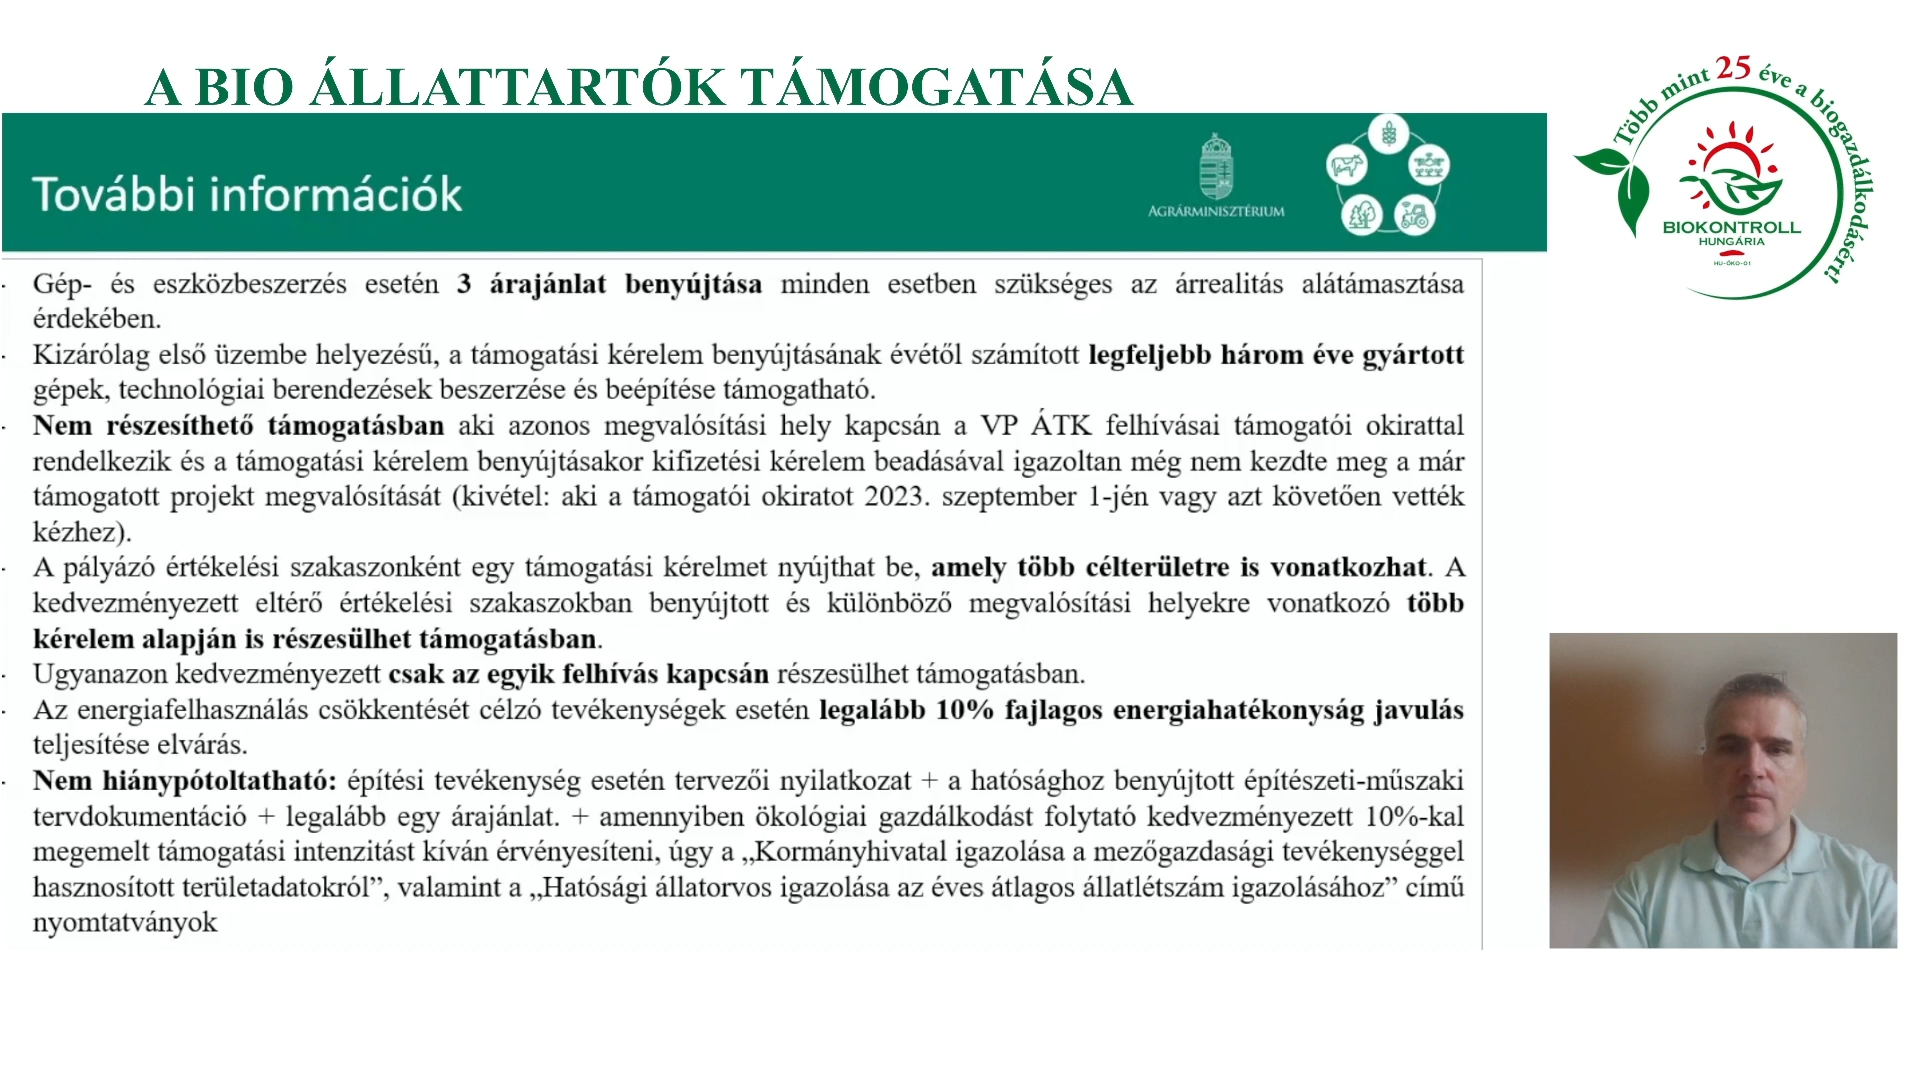 A BIO ÁLLATTARTÓK TÁMOGATÁSA
Több mint 25 éve a biogazdálkodásért!
További információk
AGRÁRMINISZTÉRIUM
BIOKONTROLL
HUNGÁRIA
HU-ÖKO-01
· Gép- és eszközbeszerzés esetén 3 árajánlat benyújtása minden esetben szükséges az árrealitás alátámasztása
érdekében.
· Kizárólag első üzembe helyezésű, a támogatási kérelem benyújtásának évétől számított legfeljebb három éve gyártott
gépek, technológiai berendezések beszerzése és beépítése támogatható.
· Nem részesíthető támogatásban aki azonos megvalósítási hely kapcsán a VP ÁTK felhívásai támogatói okirattal
rendelkezik és a támogatási kérelem benyújtásakor kifizetési kérelem beadásával igazoltan még nem kezdte meg a már
támogatott projekt megvalósítását (kivétel: aki a támogatói okiratot 2023. szeptember 1-jén vagy azt követően vették
kézhez).
· A pályázó értékelési szakaszonként egy támogatási kérelmet nyújthat be, amely több célterületre is vonatkozhat. A
kedvezményezett eltérő értékelési szakaszokban benyújtott és különböző megvalósítási helyekre vonatkozó több
kérelem alapján is részesülhet támogatásban.
· Ugyanazon kedvezményezett csak az egyik felhívás kapcsán részesülhet támogatásban.
· Az energiafelhasználás csökkentését célzó tevékenységek esetén legalább 10% fajlagos energiahatékonyság javulás
teljesítése elvárás.
· Nem hiánypótoltatható: építési tevékenység esetén tervezői nyilatkozat + a hatósághoz benyújtott építészeti-műszaki
tervdokumentáció + legalább egy árajánlat. + amennyiben ökológiai gazdálkodást folytató kedvezményezett 10%-kal
megemelt támogatási intenzitást kíván érvényesíteni, úgy a „Kormányhivatal igazolása a mezőgazdasági tevékenységgel
hasznosított területadatokról”, valamint a „Hatósági állatorvos igazolása az éves átlagos állatlétszám igazolásához” című
nyomtatványok